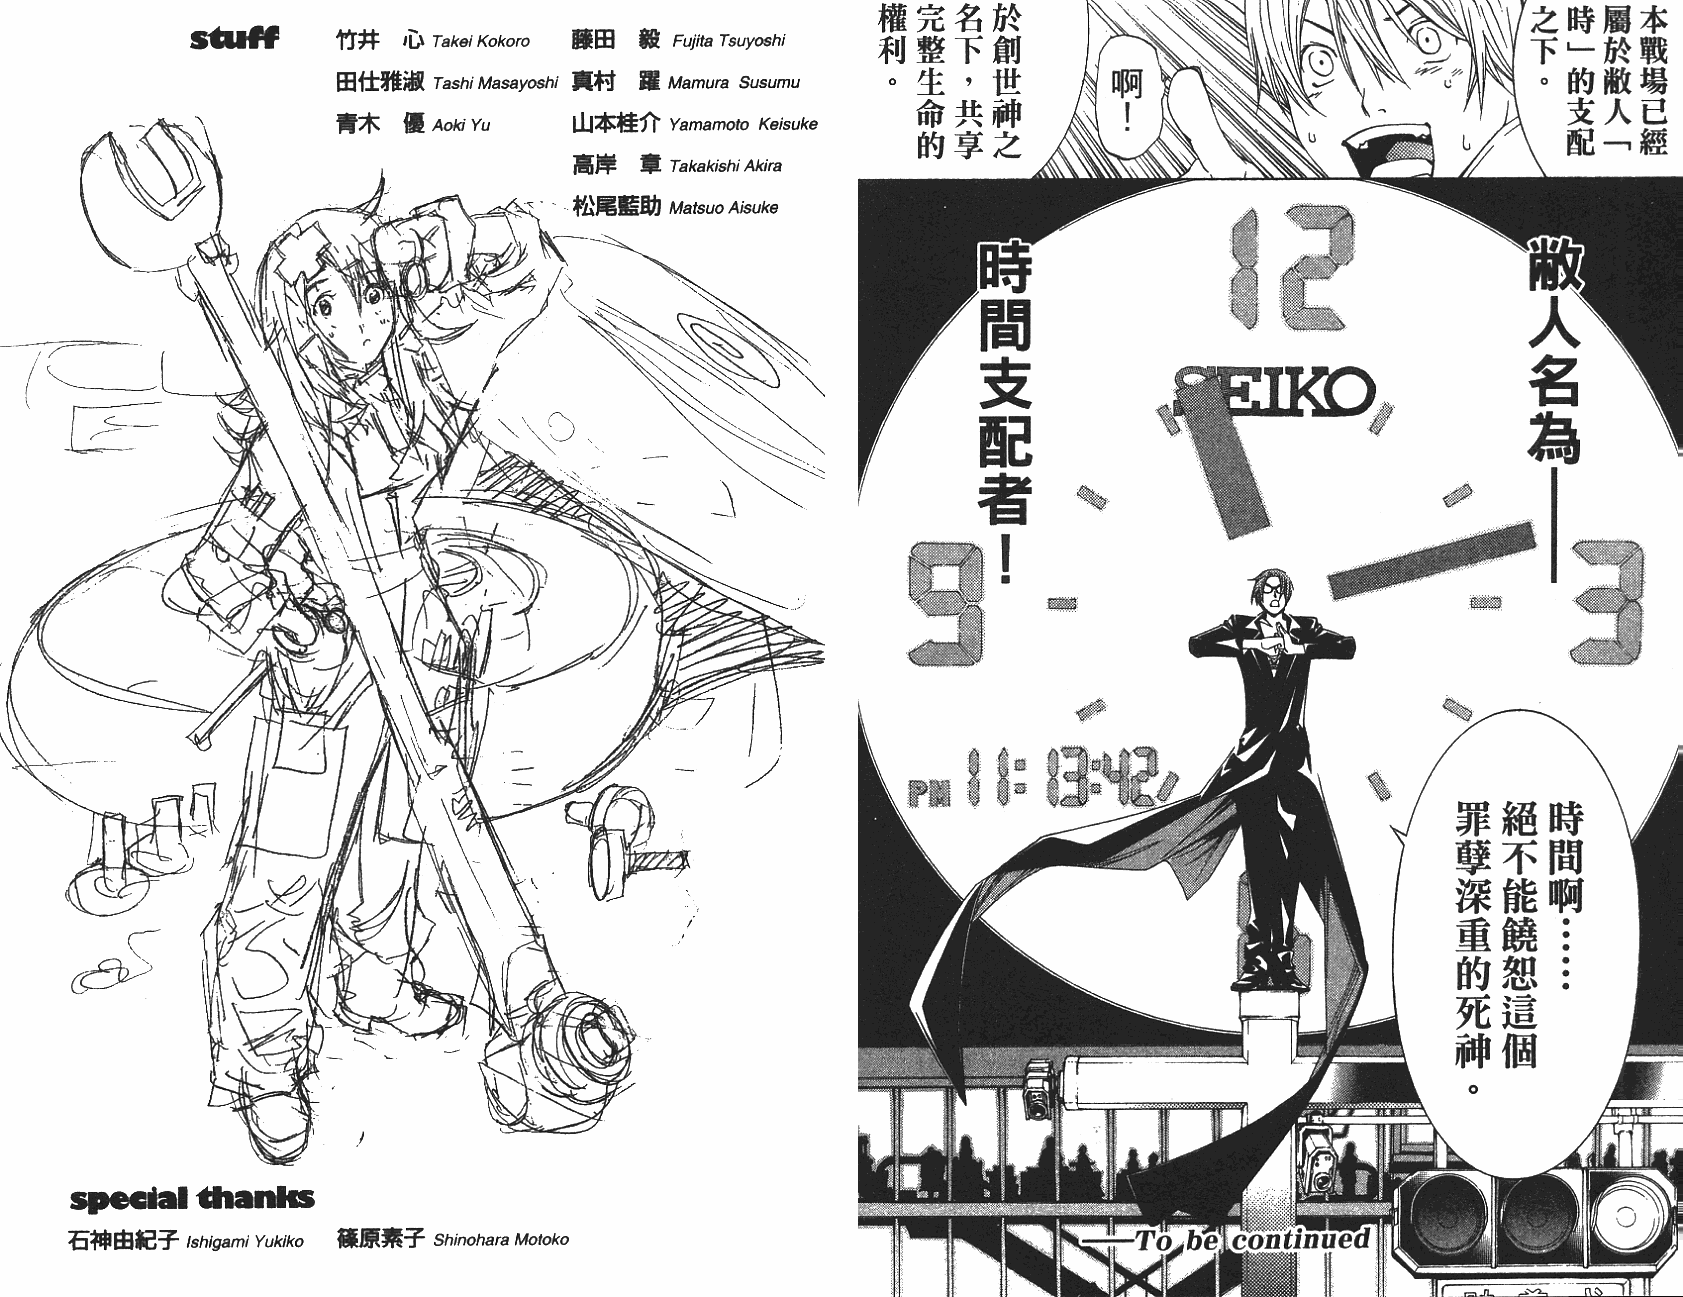 本戰場已經
屬於敝人「
時」的支配
之下。
啊！
於創世神之
名下，共享
完整生命的
權利。
敝人名為——
時間支配者！
12
SEIKO
9
3
PM 11:13:42
時間啊……
絕不能饒恕這個
罪孽深重的死神。
——To be continued
stuff
竹井　心 Takei Kokoro
田仕雅淑 Tashi Masayoshi
青木　優 Aoki Yu
藤田　毅 Fujita Tsuyoshi
真村　躍 Mamura Susumu
山本桂介 Yamamoto Keisuke
高岸　章 Takakishi Akira
松尾藍助 Matsuo Aisuke
special thanks
石神由紀子 Ishigami Yukiko
篠原素子 Shinohara Motoko